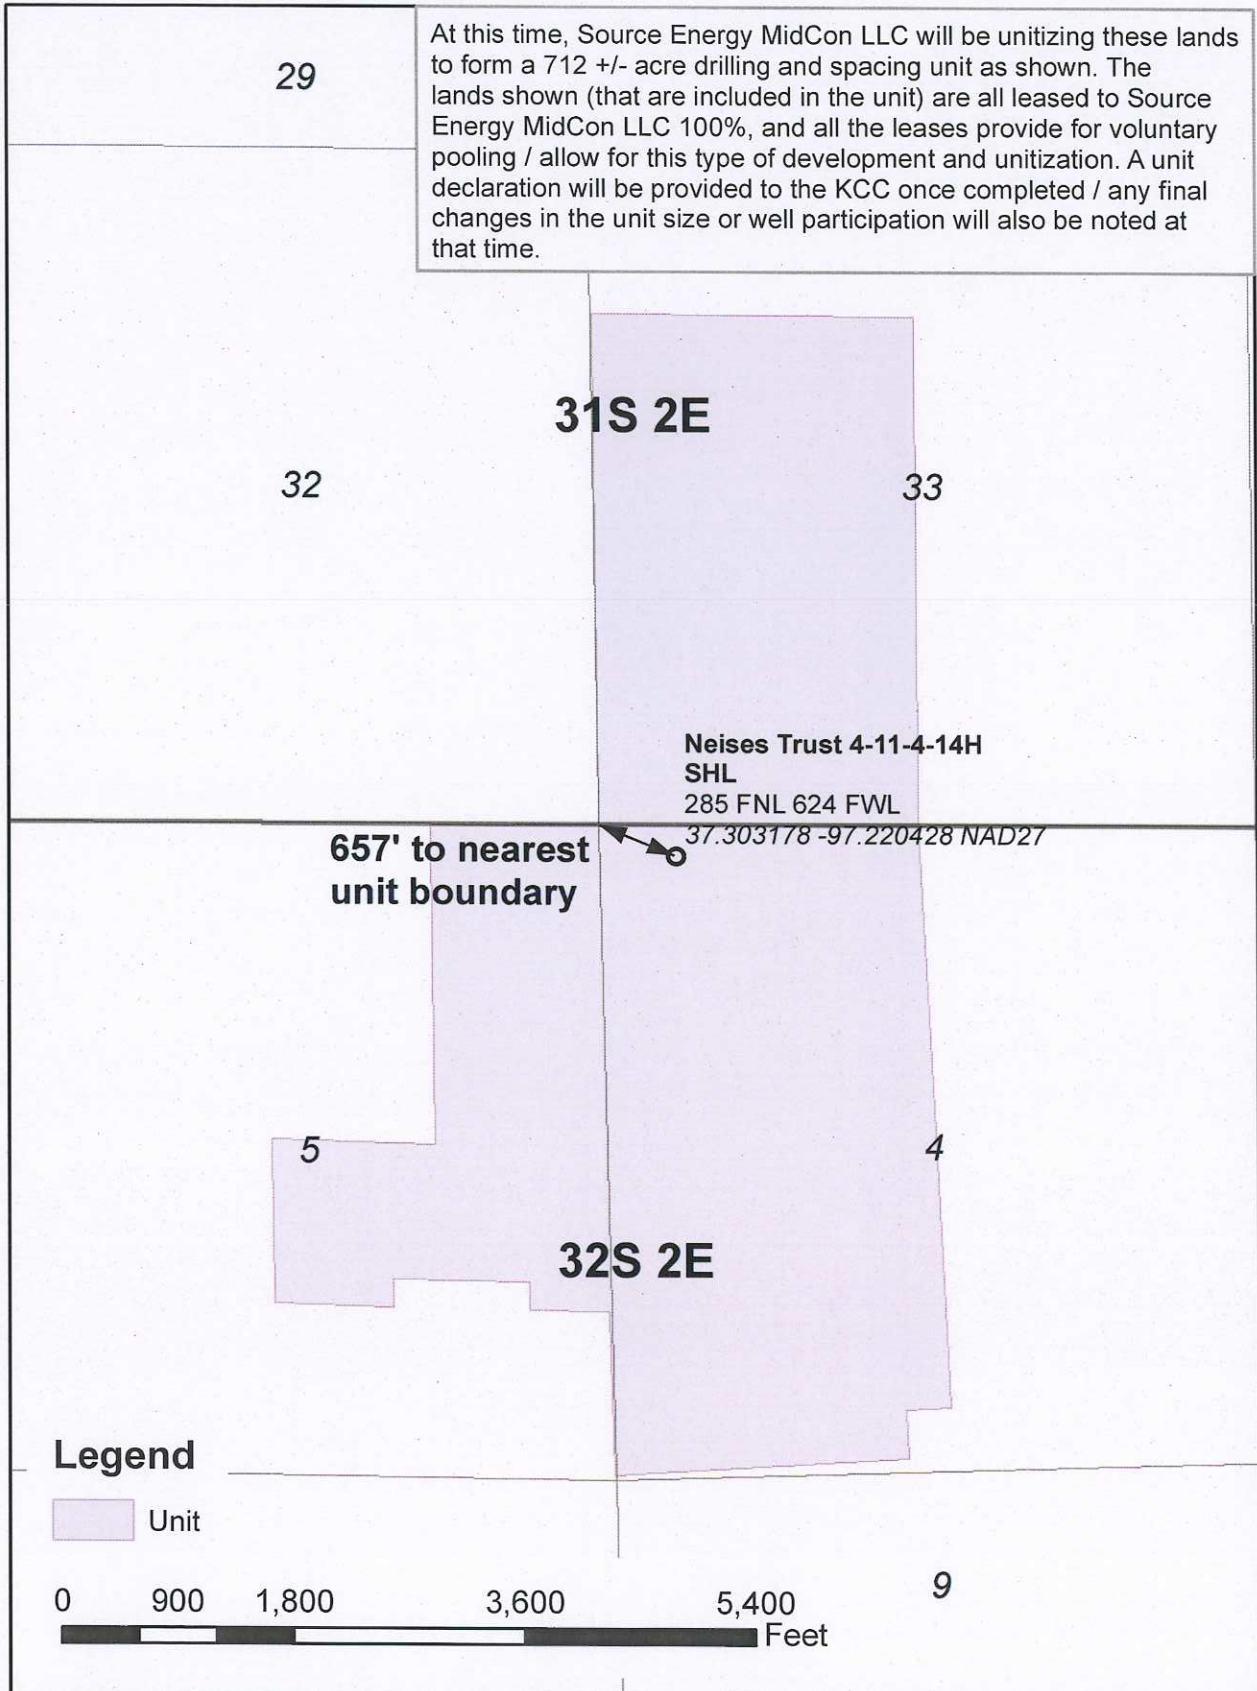 At this time, Source Energy MidCon LLC will be unitizing these lands
to form a 712 +/- acre drilling and spacing unit as shown. The
lands shown (that are included in the unit) are all leased to Source
Energy MidCon LLC 100%, and all the leases provide for voluntary
pooling / allow for this type of development and unitization. A unit
declaration will be provided to the KCC once completed / any final
changes in the unit size or well participation will also be noted at
that time.
29
31S 2E
32
33
Neises Trust 4-11-4-14H
SHL
285 FNL 624 FWL
37.303178 -97.220428 NAD27
657' to nearest
unit boundary
5
4
32S 2E
Legend
Unit
9
0 900 1,800 3,600 5,400
Feet